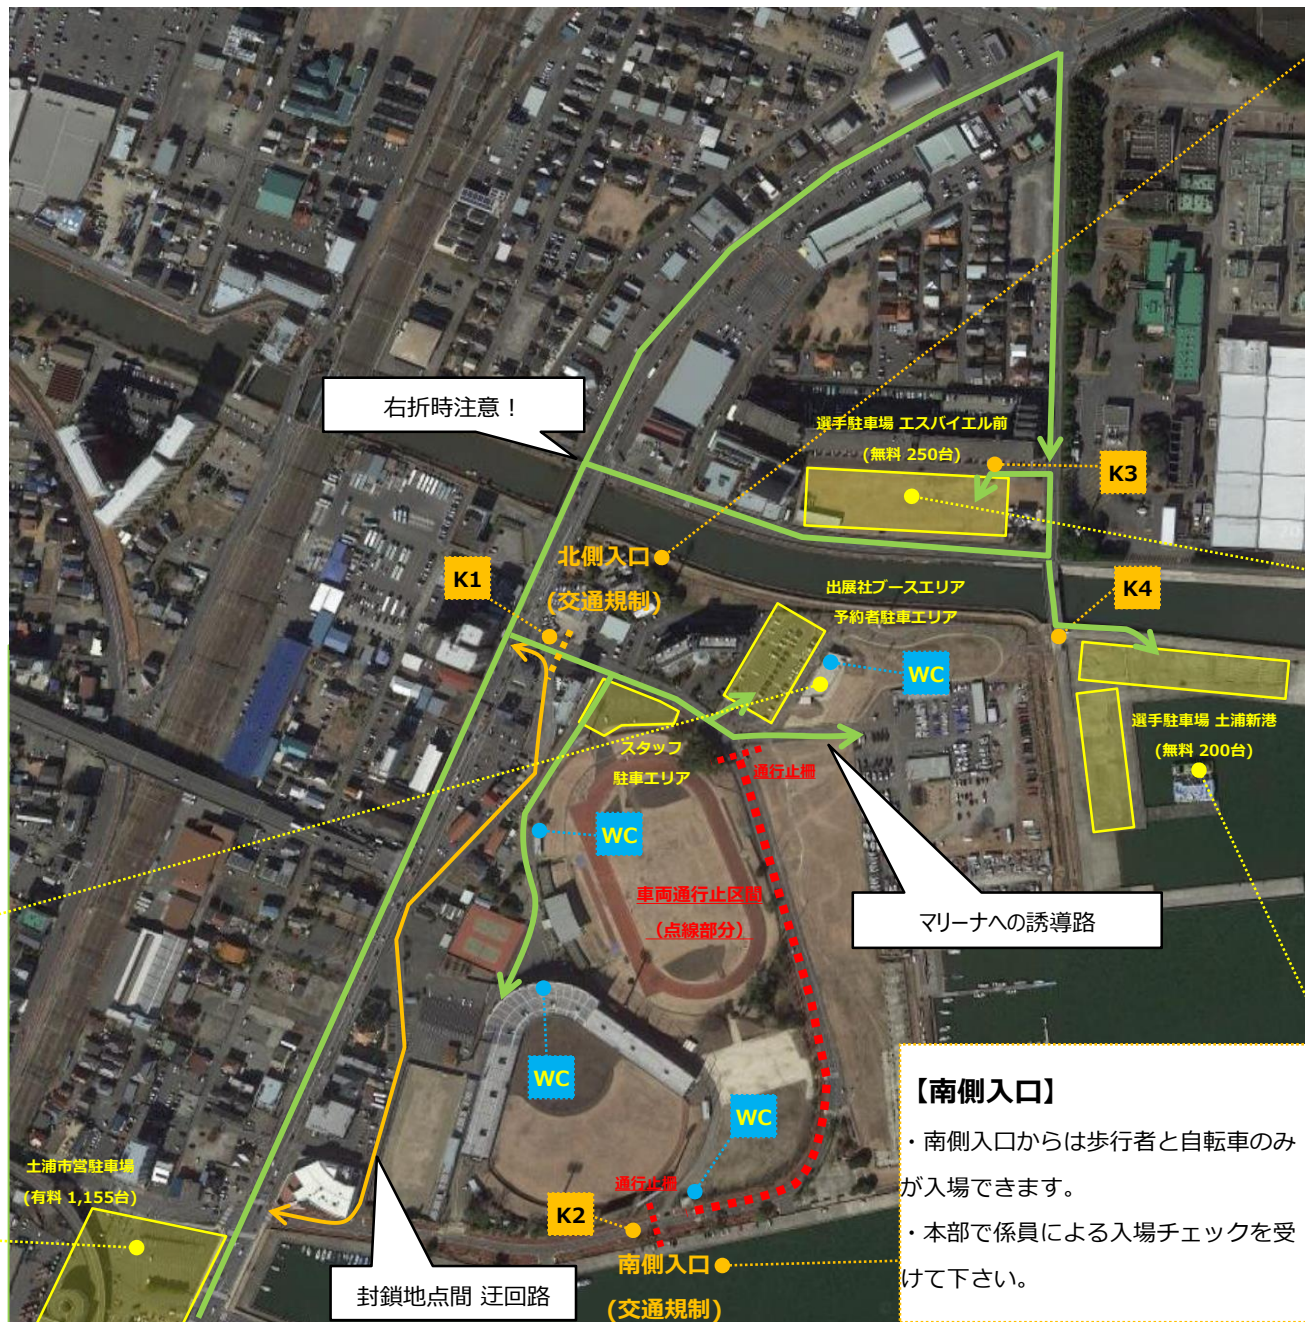 右折時注意！
選手駐車場 エスバイエル前
(無料 250台)
K3
北側入口
(交通規制)
K1
出展社ブースエリア
予約者駐車エリア
K4
WC
選手駐車場 土浦新港
(無料 200台)
スタッフ
駐車エリア
通行止柵
WC
車両通行止区間
（点線部分）
マリーナへの誘導路
WC
WC
土浦市営駐車場
(有料 1,155台)
通行止柵
K2
南側入口
(交通規制)
封鎖地点間 迂回路
【南側入口】
・南側入口からは歩行者と自転車のみ
が入場できます。
・本部で係員による入場チェックを受
けて下さい。